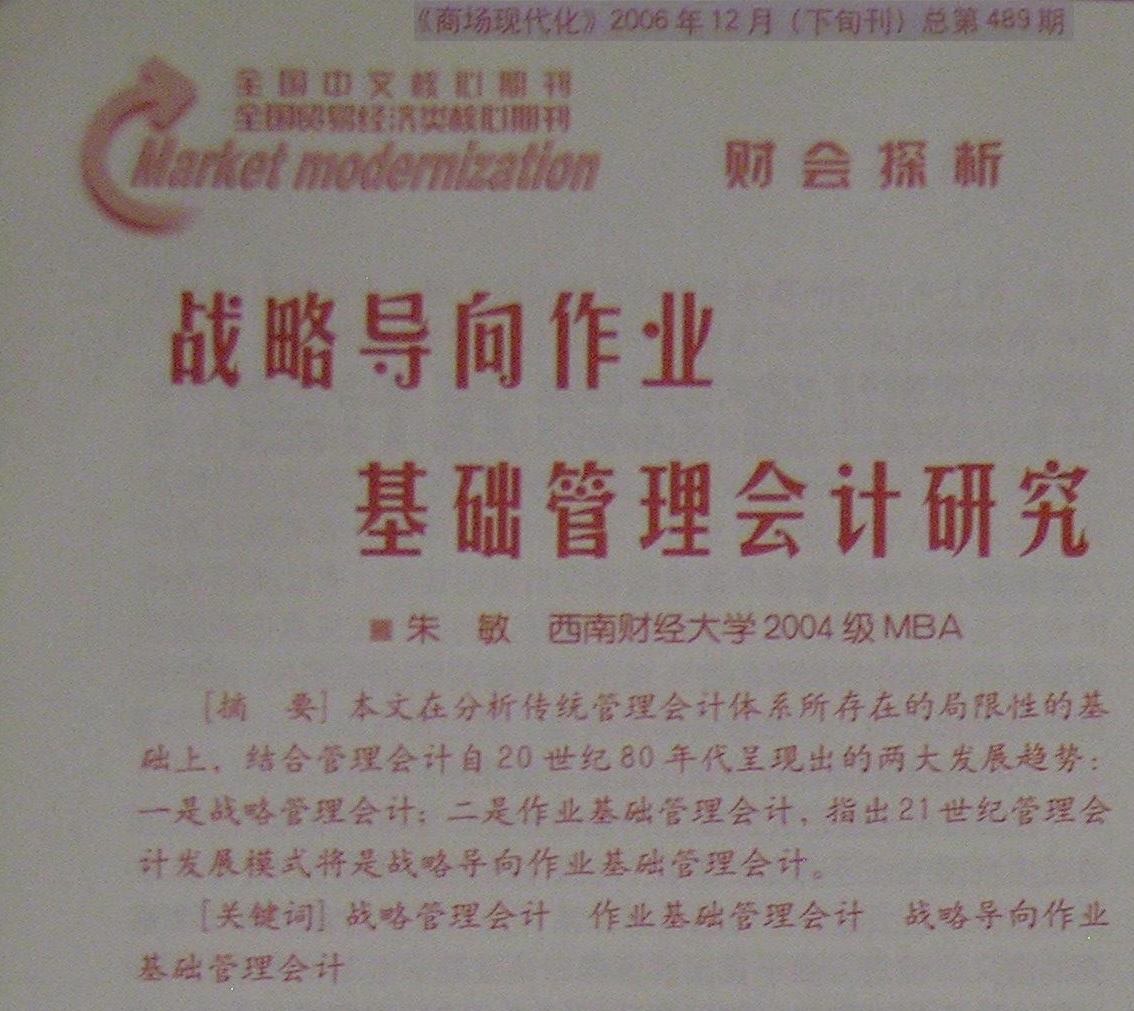 《商场现代化》2006年12月（下旬刊）总第489期
全国中文核心期刊
全国贸易经济类核心期刊
Market modernization
财会探析
战略导向作业
基础管理会计研究
■朱　敏　西南财经大学2004级MBA
［摘　要］本文在分析传统管理会计体系所存在的局限性的基
础上，结合管理会计自20世纪80年代呈现出的两大发展趋势：
一是战略管理会计；二是作业基础管理会计，指出21世纪管理会
计发展模式将是战略导向作业基础管理会计。
［关键词］战略管理会计　作业基础管理会计　战略导向作业
基础管理会计